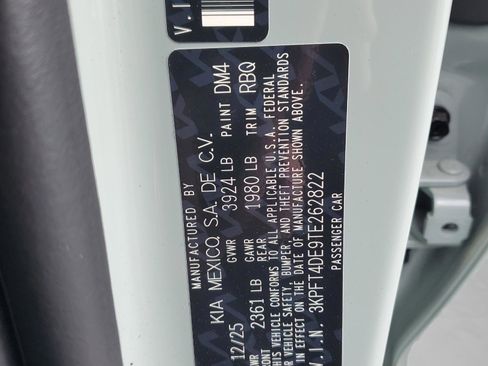 V.I
MANUFACTURED BY
KIA MEXICO, S.A. DE C.V.
12/25 GVWR 3924 LB PAINT DM4
FRONT 2361 LB GAWR REAR 1980 LB TRIM RBQ
THIS VEHICLE CONFORMS TO ALL APPLICABLE U.S.A. FEDERAL
VEHICLE SAFETY, BUMPER, AND THEFT PREVENTION STANDARDS
IN EFFECT ON THE DATE OF MANUFACTURE SHOWN ABOVE.
V.I.N. 3KPFT4DE9TE262822
PASSENGER CAR